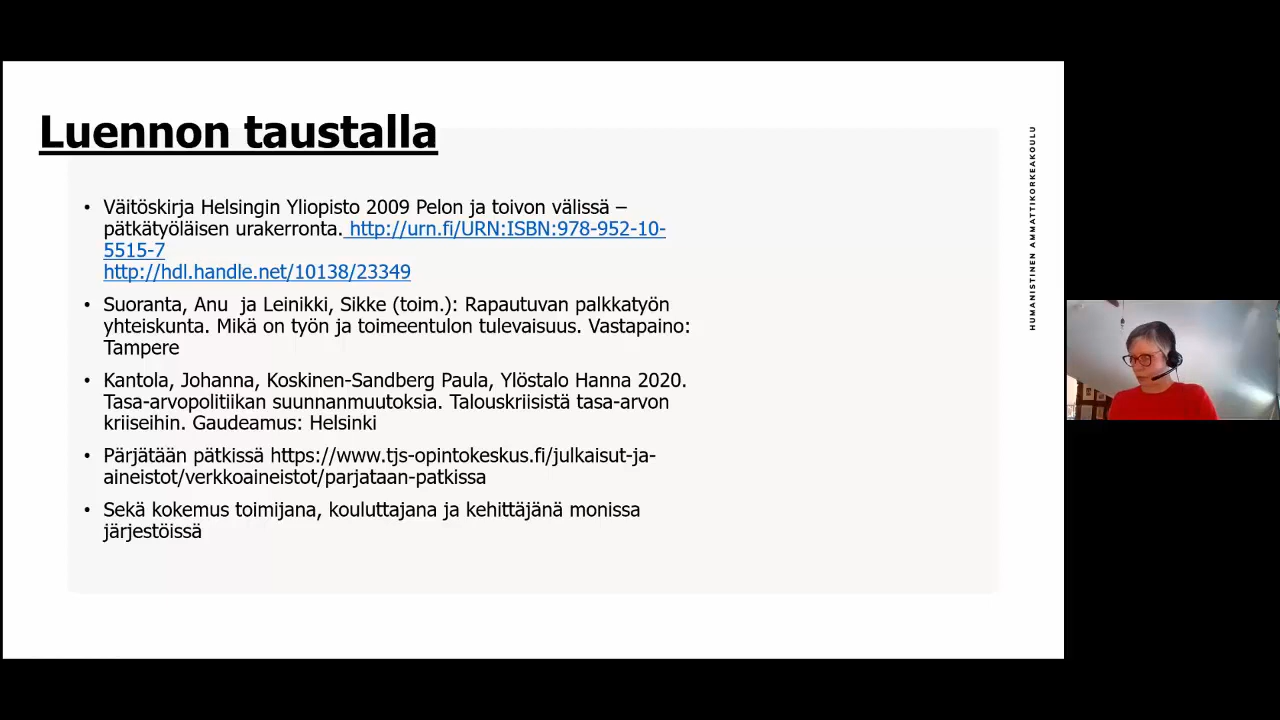 Luennon taustalla
• Väitöskirja Helsingin Yliopisto 2009 Pelon ja toivon välissä –
pätkätyöläisen urakerronta. http://urn.fi/URN:ISBN:978-952-10-
5515-7
http://hdl.handle.net/10138/23349
• Suoranta, Anu ja Leinikki, Sikke (toim.): Rapautuvan palkkatyön
yhteiskunta. Mikä on työn ja toimeentulon tulevaisuus. Vastapaino:
Tampere
• Kantola, Johanna, Koskinen-Sandberg Paula, Ylöstalo Hanna 2020.
Tasa-arvopolitiikan suunnanmuutoksia. Talouskriisistä tasa-arvon
kriiseihin. Gaudeamus: Helsinki
• Pärjätään pätkissä https://www.tjs-opintokeskus.fi/julkaisut-ja-
aineistot/verkkoaineistot/parjataan-patkissa
• Sekä kokemus toimijana, kouluttajana ja kehittäjänä monissa
järjestöissä
HUMANISTINEN AMMATTIKORKEAKOULU